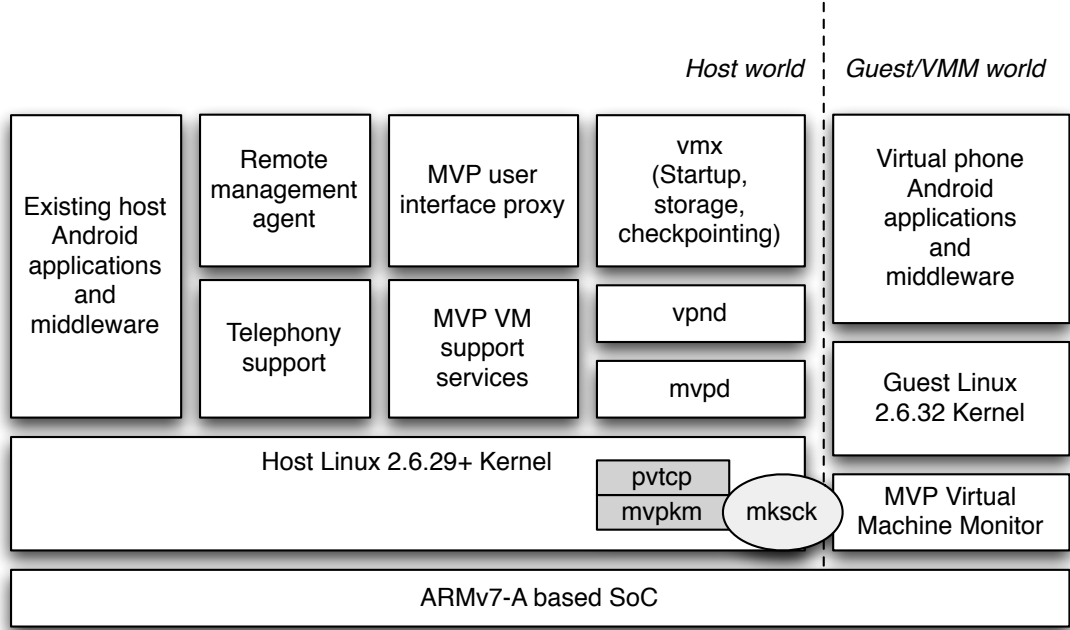 Host world
Guest/VMM world
Existing host
Android
applications
and
middleware
Remote
management
agent
MVP user
interface proxy
vmx
(Startup,
storage,
checkpointing)
Virtual phone
Android
applications
and
middleware
Telephony
support
MVP VM
support
services
vpnd
mvpd
Guest Linux
2.6.32 Kernel
Host Linux 2.6.29+ Kernel
pvtcp
mvpkm
mksck
MVP Virtual
Machine Monitor
ARMv7-A based SoC